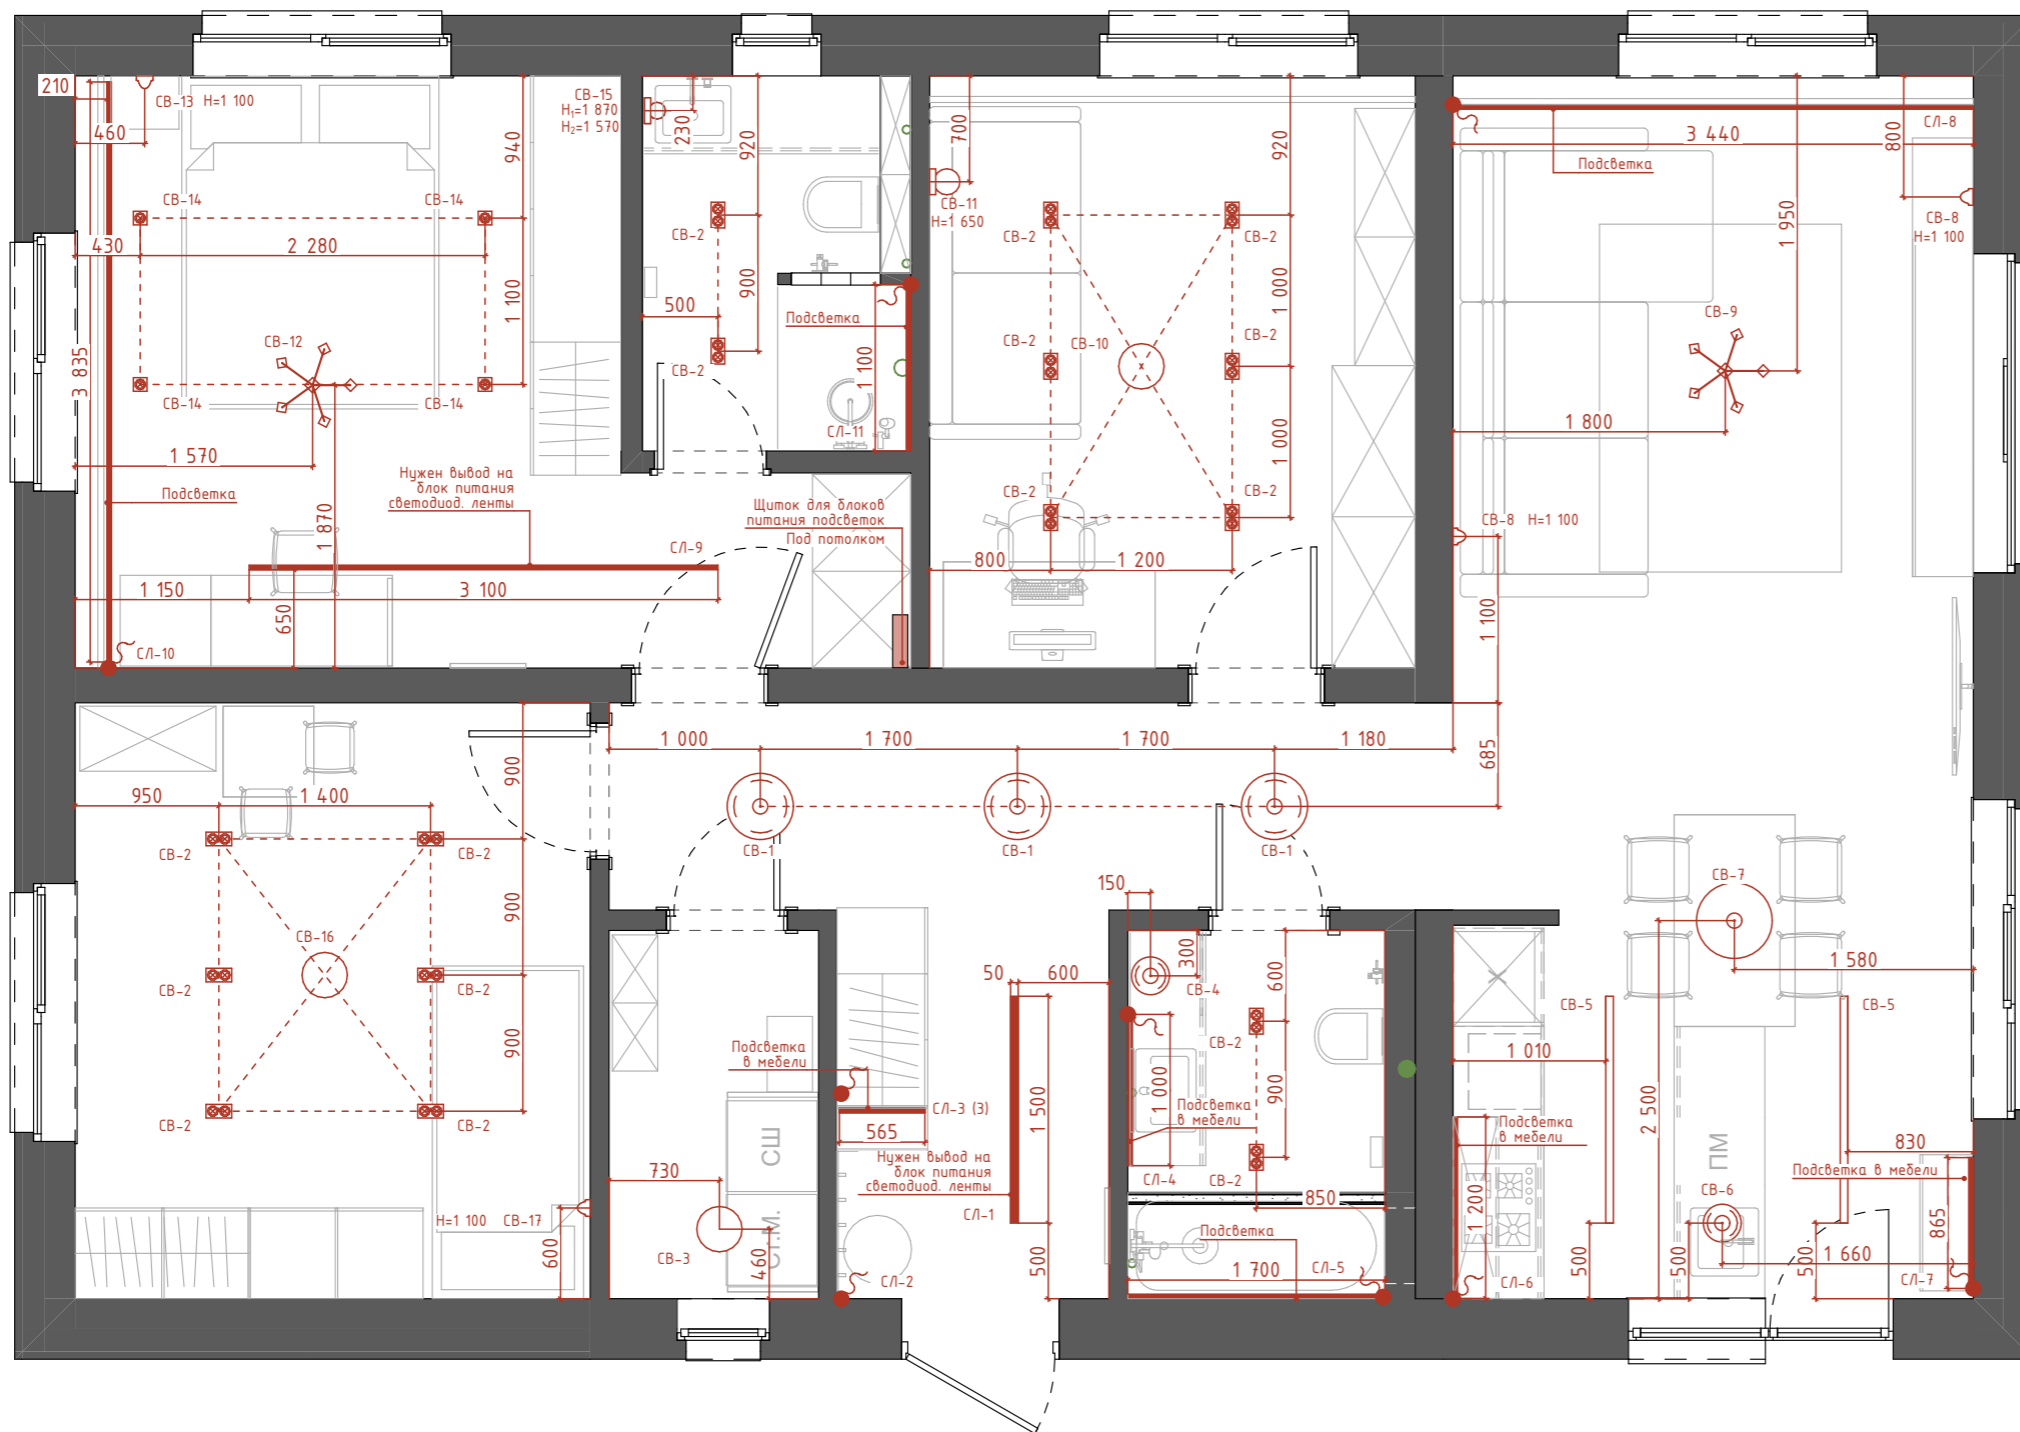 210
460
СВ-13 Н=1 100
940
СВ-15
Н₁=1 870
Н₂=1 570
230
920
700
920
3 440
СЛ-8
800
Подсветка
СВ-14
СВ-14
430
2 280
1 100
СВ-2
900
500
СВ-11
Н=1 650
СВ-2
СВ-2
1 000
1 950
СВ-8
Н=1 100
3 835
СВ-12
СВ-14
СВ-14
Подсветка
СВ-2
1 100
СЛ-11
СВ-2
СВ-10
СВ-2
1 000
СВ-9
1 800
1 570
Подсветка
1 870
Нужен вывод на
блок питания
светодиод. ленты
Щиток для блоков
питания подсветок
Под потолком
СВ-2
СВ-2
СВ-8 Н=1 100
СЛ-9
800
1 200
1 150
3 100
650
1 100
СЛ-10
1 000
1 700
1 700
1 180
685
900
950
1 400
СВ-2
СВ-2
СВ-1
СВ-1
СВ-1
СВ-7
150
900
СВ-16
50
600
300
600
СВ-4
1 580
СВ-2
СВ-2
СВ-5
СВ-5
900
Подсветка
в мебели
СВ-2
1 010
1 500
1 000
900
2 500
СВ-2
СВ-2
СЛ-3 (3)
565
СШ
Подсветка
в мебели
Подсветка
в мебели
ПМ
830
730
Нужен вывод на
блок питания
светодиод. ленты
СЛ-4
СВ-2
Подсветка в мебели
СВ-6
850
1 200
Н=1 100 СВ-17
СЛ-1
Подсветка
865
600
СВ-3
460
Ст.М.
500
1 700
СЛ-5
500
500
500
1 660
СЛ-2
СЛ-6
СЛ-7